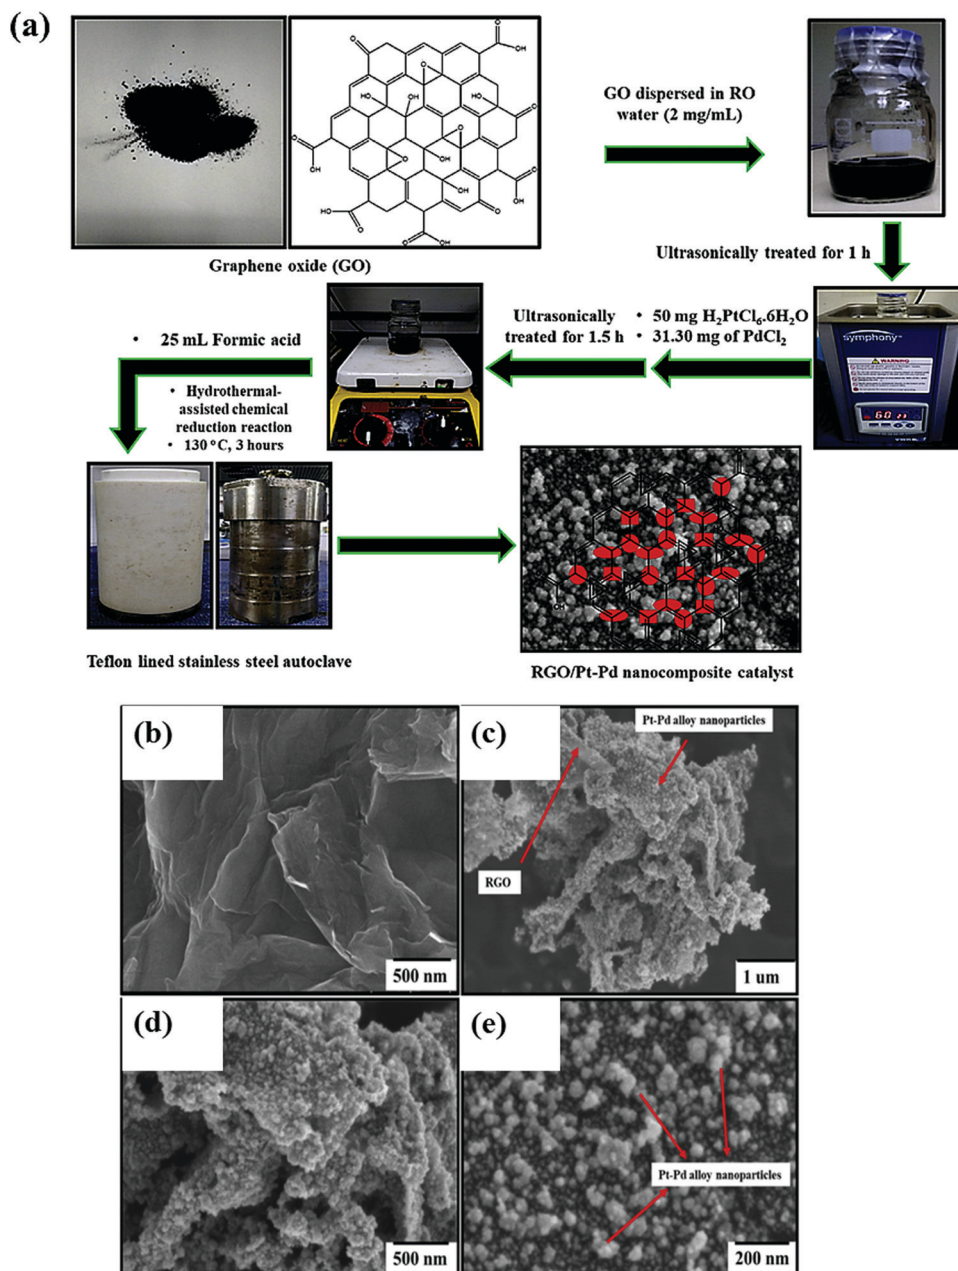 (a)
GO dispersed in RO
water (2 mg/mL)
Graphene oxide (GO)
Ultrasonically treated for 1 h
Ultrasonically
treated for 1.5 h
• 50 mg H₂PtCl₆.6H₂O
• 31.30 mg of PdCl₂
symphony™
WARNING
• 25 mL Formic acid
• Hydrothermal-
assisted chemical
reduction reaction
• 130 °C, 3 hours
Teflon lined stainless steel autoclave
RGO/Pt-Pd nanocomposite catalyst
(b)
500 nm
(c)
Pt-Pd alloy nanoparticles
RGO
1 um
(d)
500 nm
(e)
Pt-Pd alloy nanoparticles
200 nm